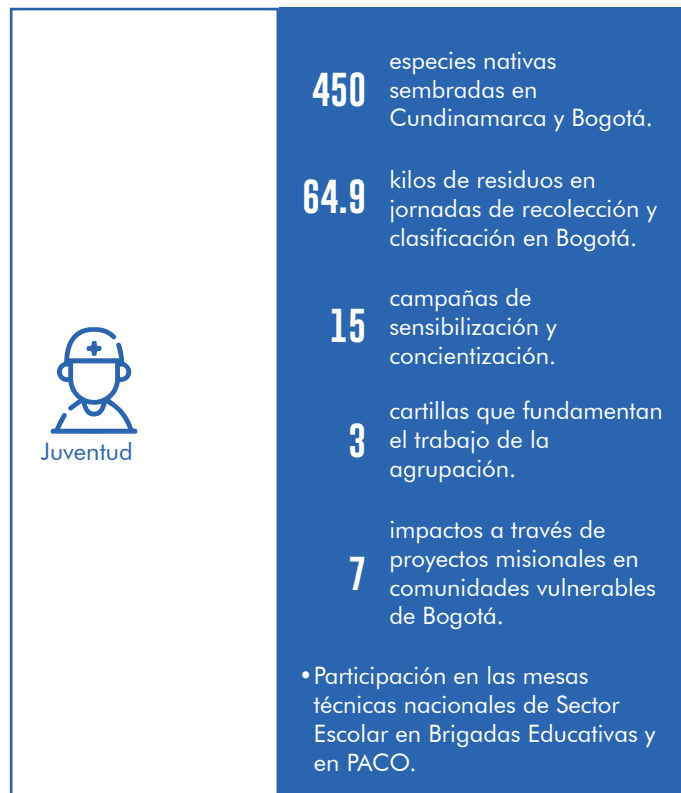 Juventud
450
especies nativas
sembradas en
Cundinamarca y Bogotá.
64.9
kilos de residuos en
jornadas de recolección y
clasificación en Bogotá.
15
campañas de
sensibilización y
concientización.
3
cartillas que fundamentan
el trabajo de la
agrupación.
7
impactos a través de
proyectos misionales en
comunidades vulnerables
de Bogotá.
•Participación en las mesas
técnicas nacionales de Sector
Escolar en Brigadas Educativas y
en PACO.